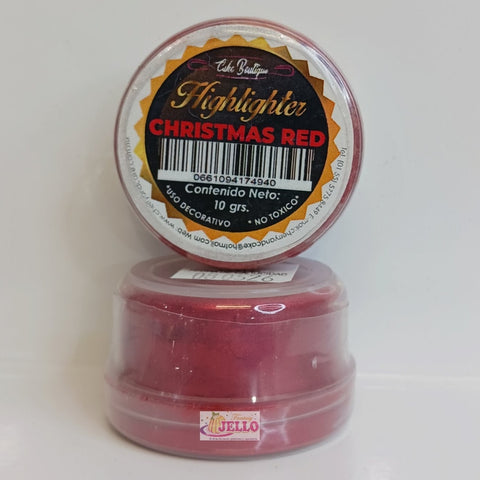 Cake Boutique
Highlighter
CHRISTMAS RED
0661094174940
Contenido Neto:
10 grs.
*USO DECORATIVO * NO TOXICO*
JELLO